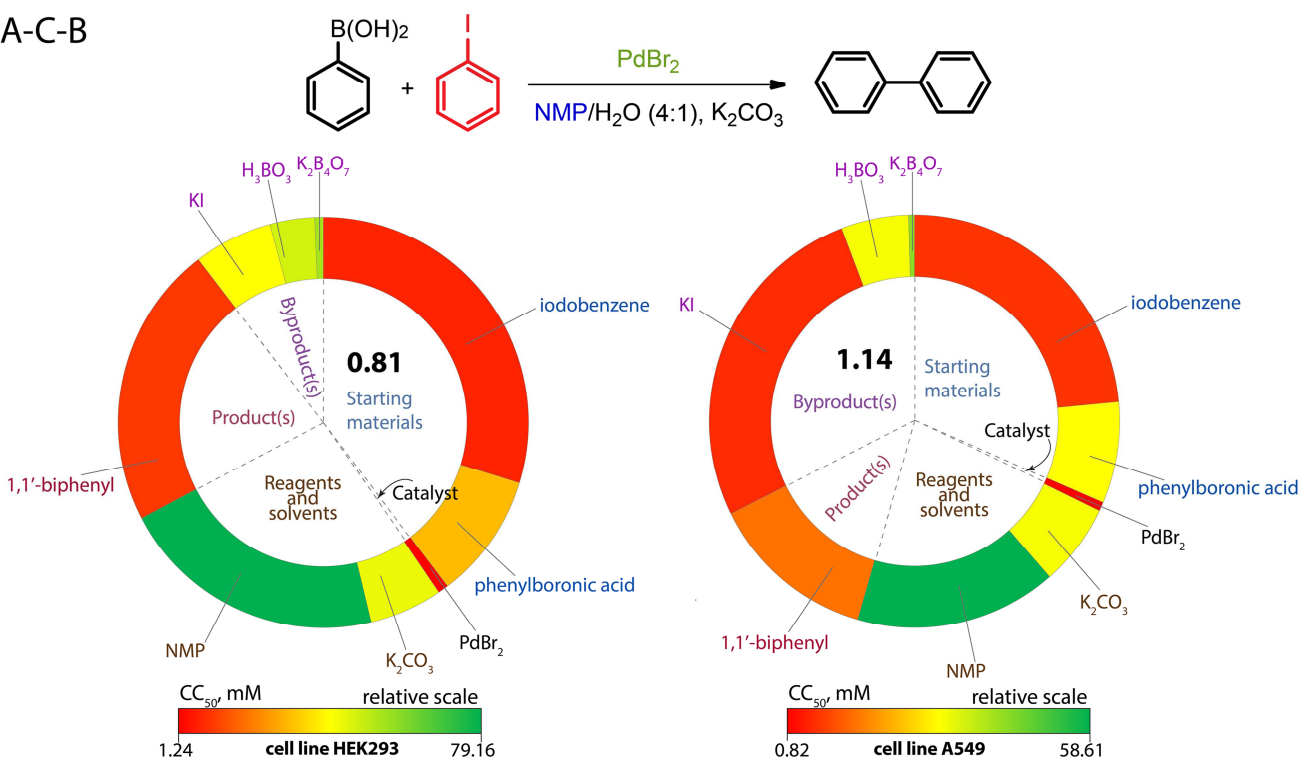 A-C-B
B(OH)₂
I
+
PdBr₂
NMP/H₂O (4:1), K₂CO₃
H₃BO₃
K₂B₄O₇
KI
Byproduct(s)
0.81
Starting
materials
iodobenzene
Product(s)
Catalyst
Reagents
and
solvents
1,1′-biphenyl
phenylboronic acid
PdBr₂
NMP
K₂CO₃
CC₅₀, mM
relative scale
1.24
cell line HEK293
79.16
H₃BO₃
K₂B₄O₇
KI
iodobenzene
1.14
Starting
materials
Byproduct(s)
Catalyst
Product(s)
Reagents
and
solvents
phenylboronic acid
PdBr₂
K₂CO₃
1,1′-biphenyl
NMP
CC₅₀, mM
relative scale
0.82
cell line A549
58.61